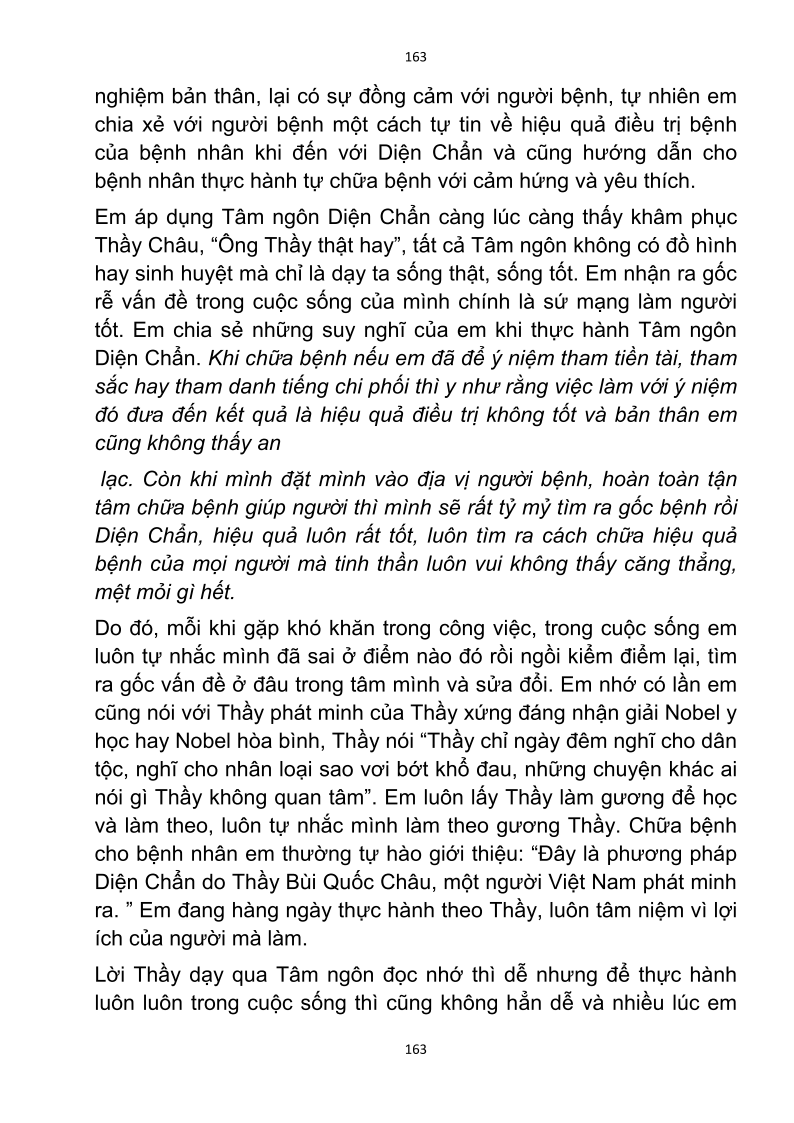 163
nghiệm bản thân, lại có sự đồng cảm với người bệnh, tự nhiên em
chia xẻ với người bệnh một cách tự tin về hiệu quả điều trị bệnh
của bệnh nhân khi đến với Diện Chẩn và cũng hướng dẫn cho
bệnh nhân thực hành tự chữa bệnh với cảm hứng và yêu thích.
Em áp dụng Tâm ngôn Diện Chẩn càng lúc càng thấy khâm phục
Thầy Châu, “Ông Thầy thật hay”, tất cả Tâm ngôn không có đồ hình
hay sinh huyệt mà chỉ là dạy ta sống thật, sống tốt. Em nhận ra gốc
rễ vấn đề trong cuộc sống của mình chính là sứ mạng làm người
tốt. Em chia sẻ những suy nghĩ của em khi thực hành Tâm ngôn
Diện Chẩn. Khi chữa bệnh nếu em đã để ý niệm tham tiền tài, tham
sắc hay tham danh tiếng chi phối thì y như rằng việc làm với ý niệm
đó đưa đến kết quả là hiệu quả điều trị không tốt và bản thân em
cũng không thấy an
lạc. Còn khi mình đặt mình vào địa vị người bệnh, hoàn toàn tận
tâm chữa bệnh giúp người thì mình sẽ rất tỷ mỷ tìm ra gốc bệnh rồi
Diện Chẩn, hiệu quả luôn rất tốt, luôn tìm ra cách chữa hiệu quả
bệnh của mọi người mà tinh thần luôn vui không thấy căng thẳng,
mệt mỏi gì hết.
Do đó, mỗi khi gặp khó khăn trong công việc, trong cuộc sống em
luôn tự nhắc mình đã sai ở điểm nào đó rồi ngồi kiểm điểm lại, tìm
ra gốc vấn đề ở đâu trong tâm mình và sửa đổi. Em nhớ có lần em
cũng nói với Thầy phát minh của Thầy xứng đáng nhận giải Nobel y
học hay Nobel hòa bình, Thầy nói “Thầy chỉ ngày đêm nghĩ cho dân
tộc, nghĩ cho nhân loại sao vơi bớt khổ đau, những chuyện khác ai
nói gì Thầy không quan tâm”. Em luôn lấy Thầy làm gương để học
và làm theo, luôn tự nhắc mình làm theo gương Thầy. Chữa bệnh
cho bệnh nhân em thường tự hào giới thiệu: “Đây là phương pháp
Diện Chẩn do Thầy Bùi Quốc Châu, một người Việt Nam phát minh
ra. ” Em đang hàng ngày thực hành theo Thầy, luôn tâm niệm vì lợi
ích của người mà làm.
Lời Thầy dạy qua Tâm ngôn đọc nhớ thì dễ nhưng để thực hành
luôn luôn trong cuộc sống thì cũng không hẳn dễ và nhiều lúc em
163